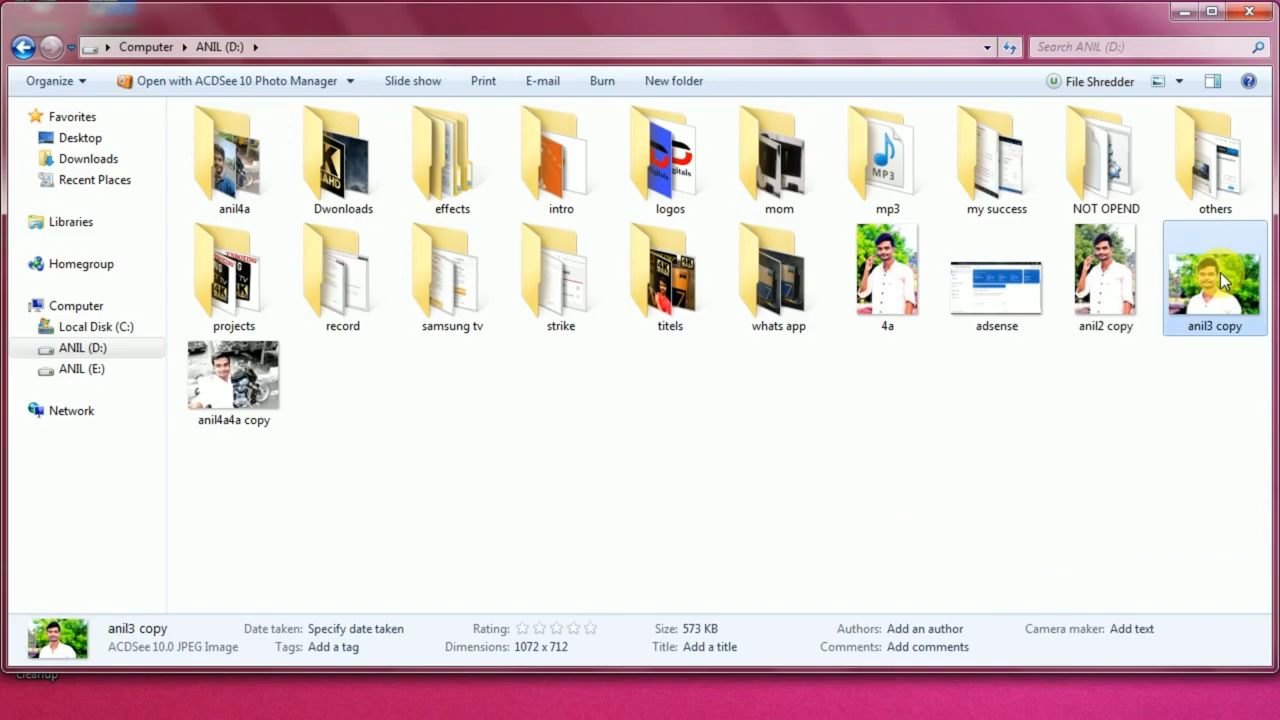 Computer ▸ ANIL (D:) ▸
Search ANIL (D:)
Organize Open with ACDSee 10 Photo Manager Slide show Print E-mail Burn New folder File Shredder
Favorites
Desktop
Downloads
Recent Places
Libraries
Homegroup
Computer
Local Disk (C:)
ANIL (D:)
ANIL (E:)
Network
MP3
anil4a Dwonloads effects intro logos mom mp3 my success NOT OPEND others
projects record samsung tv strike titels whats app 4a adsense anil2 copy anil3 copy
anil4a4a copy
anil3 copy Date taken: Specify date taken Rating: Size: 573 KB Authors: Add an author Camera maker: Add text
ACDSee 10.0 JPEG Image Tags: Add a tag Dimensions: 1072 x 712 Title: Add a title Comments: Add comments
cleanup